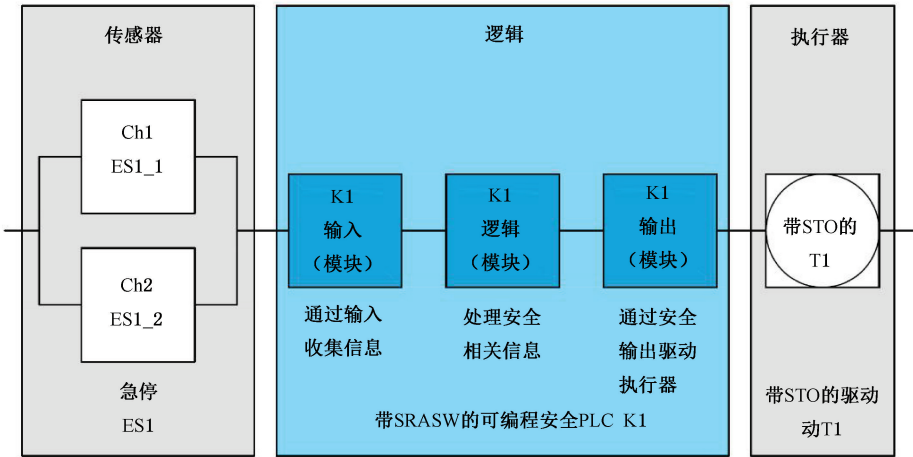 传感器
Ch1
ES1_1
Ch2
ES1_2
急停
ES1
逻辑
K1
输入
（模块）
通过输入
收集信息
K1
逻辑
（模块）
处理安全
相关信息
K1
输出
（模块）
通过安全
输出驱动
执行器
带SRASW的可编程安全PLC K1
执行器
带STO的
T1
带STO的驱动
动T1